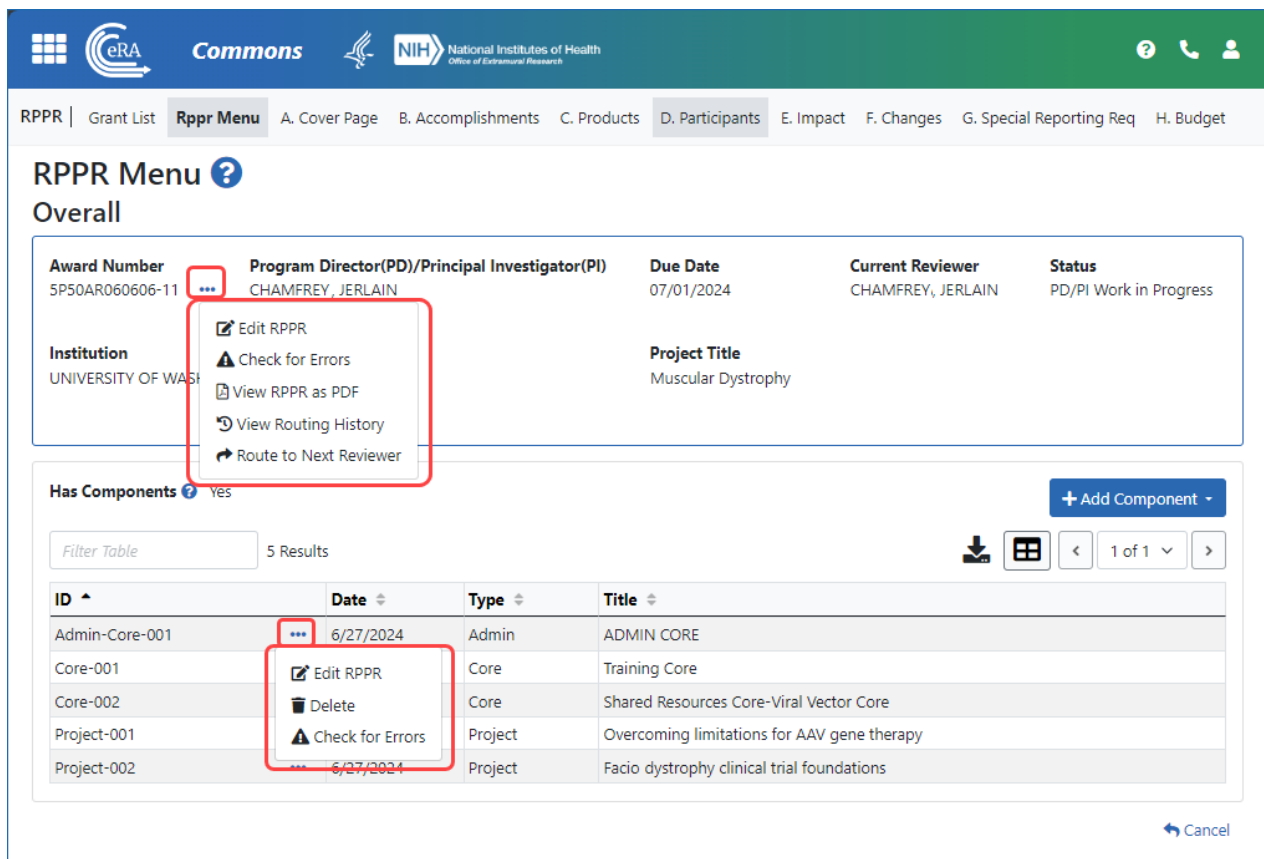 eRA Commons NIH National Institutes of Health
Office of Extramural Research
RPPR | Grant List Rppr Menu A. Cover Page B. Accomplishments C. Products D. Participants E. Impact F. Changes G. Special Reporting Req H. Budget
RPPR Menu ?
Overall
Award Number Program Director(PD)/Principal Investigator(PI) Due Date Current Reviewer Status
5P50AR060606-11 ••• CHAMFREY, JERLAIN 07/01/2024 CHAMFREY, JERLAIN PD/PI Work in Progress
Edit RPPR
Check for Errors
View RPPR as PDF
View Routing History
Route to Next Reviewer
Institution Project Title
UNIVERSITY OF WAS Muscular Dystrophy
Has Components ? Yes
+ Add Component
Filter Table 5 Results 1 of 1
ID Date Type Title
Admin-Core-001 ••• 6/27/2024 Admin ADMIN CORE
Core-001 Core Training Core
Core-002 Core Shared Resources Core-Viral Vector Core
Project-001 Project Overcoming limitations for AAV gene therapy
Project-002 ••• 6/27/2024 Project Facio dystrophy clinical trial foundations
Edit RPPR
Delete
Check for Errors
Cancel